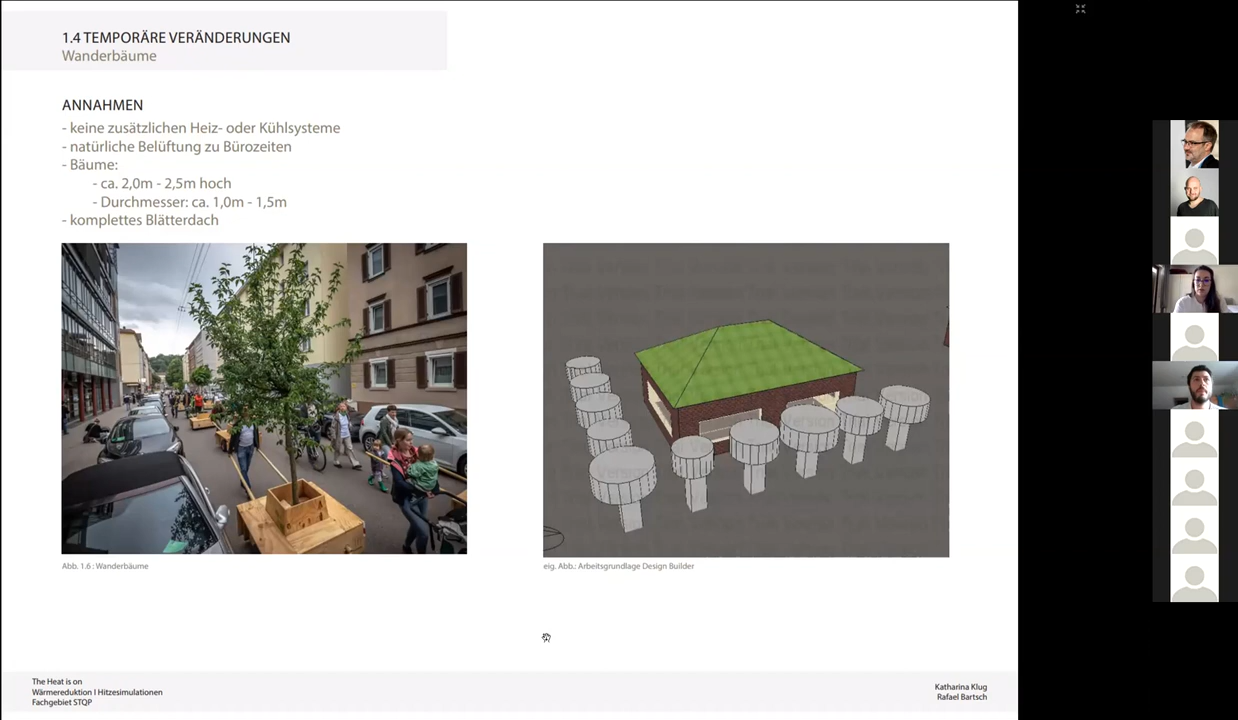 1.4 TEMPORÄRE VERÄNDERUNGEN
Wanderbäume
ANNAHMEN
- keine zusätzlichen Heiz- oder Kühlsysteme
- natürliche Belüftung zu Bürozeiten
- Bäume:
- ca. 2,0m - 2,5m hoch
- Durchmesser: ca. 1,0m - 1,5m
- komplettes Blätterdach
Abb. 1.6 : Wanderbäume
eig. Abb.: Arbeitsgrundlage Design Builder
The Heat is on
Wärmereduktion I Hitzesimulationen
Fachgebiet STQP
Katharina Klug
Rafael Bartsch